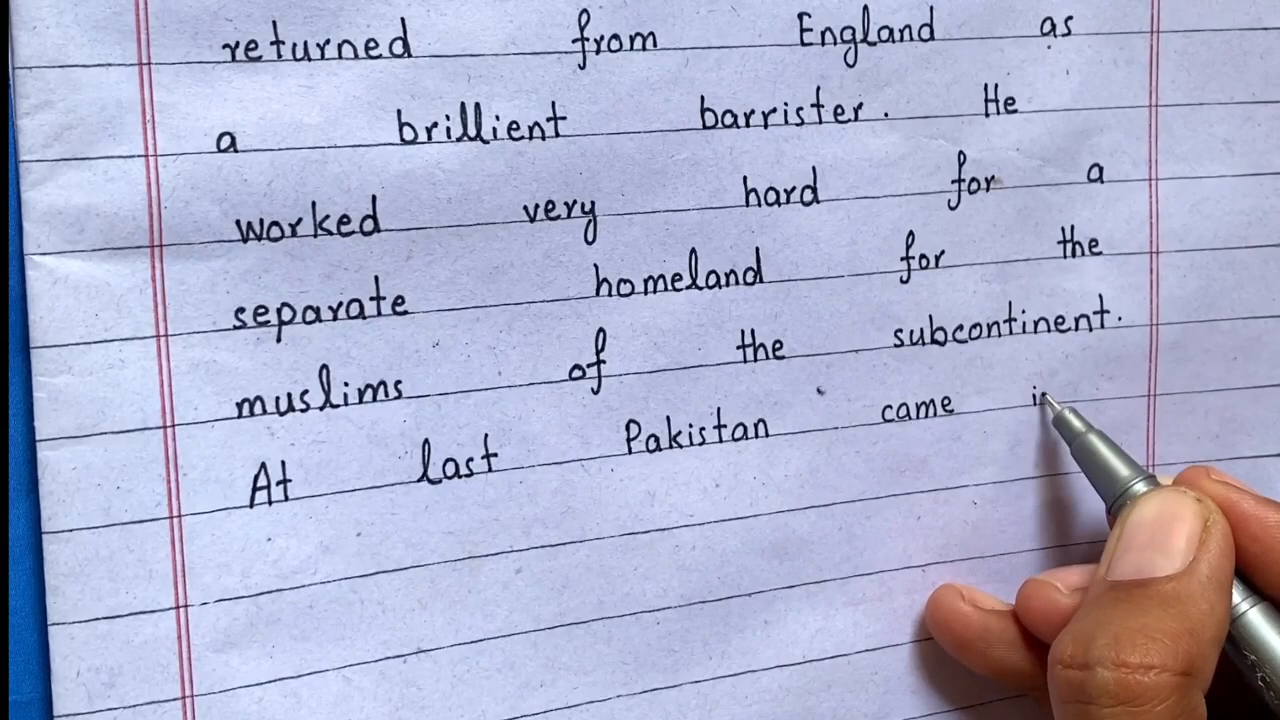 returned from England as
a brillient barrister. He
worked very hard for a
separate homeland for the
muslims of the subcontinent.
At last Pakistan came